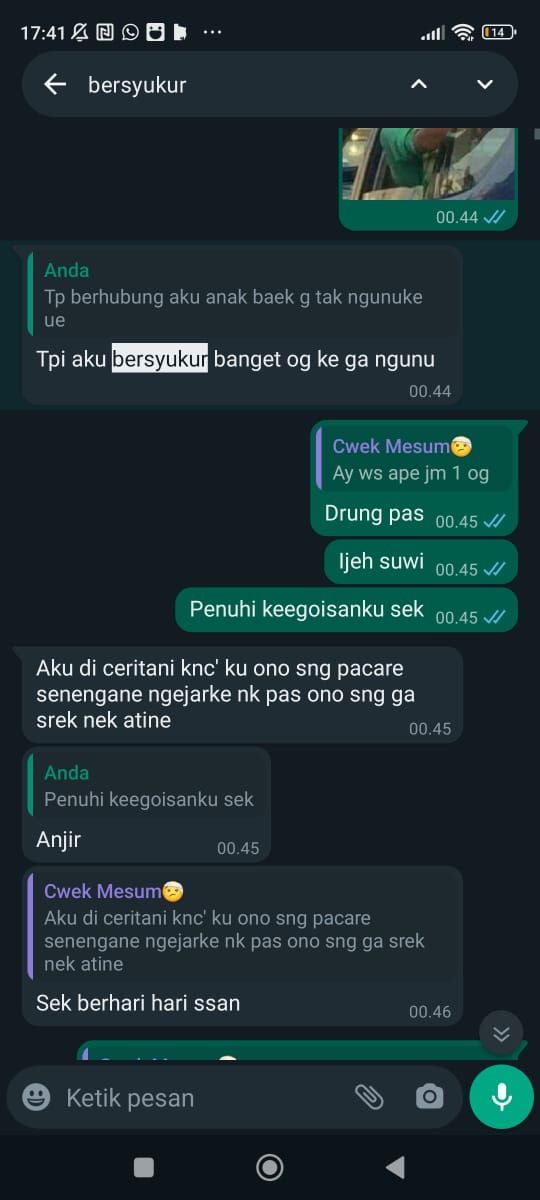 17:41
14
bersyukur
00.44
Anda
Tp berhubung aku anak baek g tak ngunuke
ue
Tpi aku bersyukur banget og ke ga ngunu
00.44
Cwek Mesum🤕
Ay ws ape jm 1 og
Drung pas 00.45
Ijeh suwi 00.45
Penuhi keegoisanku sek 00.45
Aku di ceritani knc' ku ono sng pacare
senengane ngejarke nk pas ono sng ga
srek nek atine
00.45
Anda
Penuhi keegoisanku sek
Anjir
00.45
Cwek Mesum🤕
Aku di ceritani knc' ku ono sng pacare
senengane ngejarke nk pas ono sng ga srek
nek atine
Sek berhari hari ssan
00.46
Ketik pesan